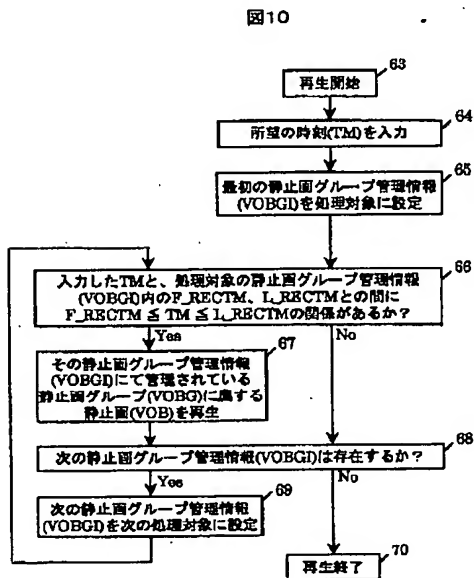 図10
63
再生開始
64
所望の時刻(TM)を入力
65
最初の静止画グループ管理情報
(VOBGI)を処理対象に設定
66
入力したTMと、処理対象の静止画グループ管理情報
(VOBGI)内のF_RECTM、L_RECTMとの間に
F_RECTM ≦ TM ≦ L_RECTMの関係があるか?
Yes
No
67
その静止画グループ管理情報
(VOBGI)にて管理されている
静止画グループ(VOBG)に属する
静止画(VOB)を再生
68
次の静止画グループ管理情報(VOBGI)は存在するか?
Yes
No
69
次の静止画グループ管理情報
(VOBGI)を次の処理対象に設定
70
再生終了